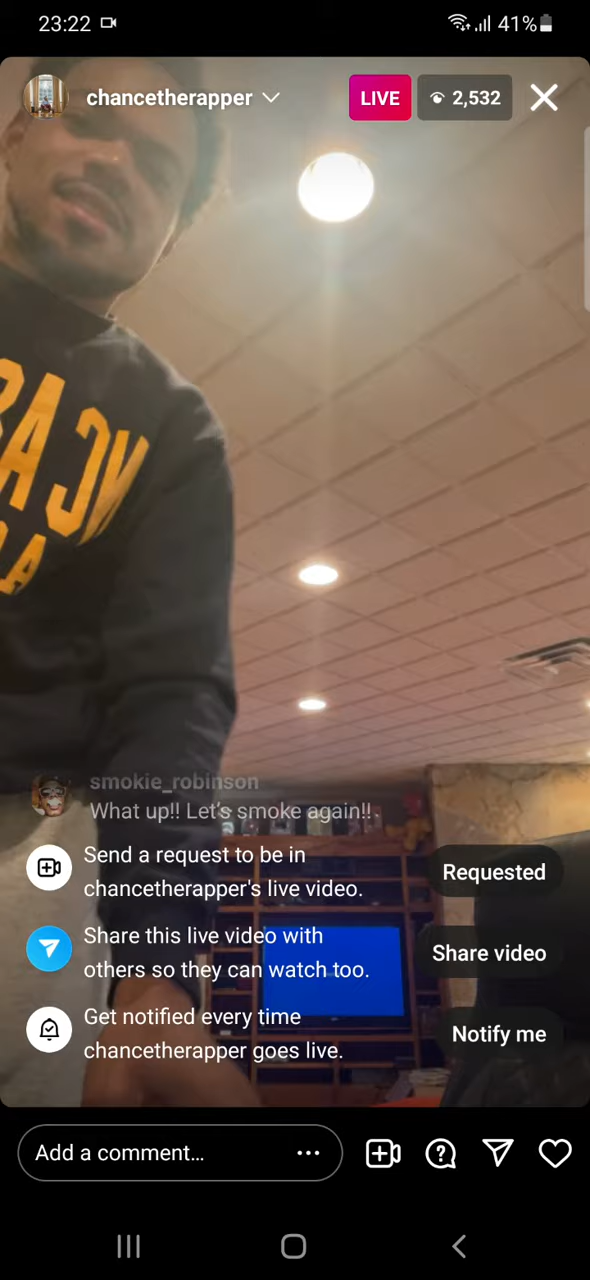 23:22
41%
chancetherapper
LIVE
2,532
smokie_robinson
What up!! Let's smoke again!!
Send a request to be in
chancetherapper's live video.
Requested
Share this live video with
others so they can watch too.
Share video
Get notified every time
chancetherapper goes live.
Notify me
Add a comment...